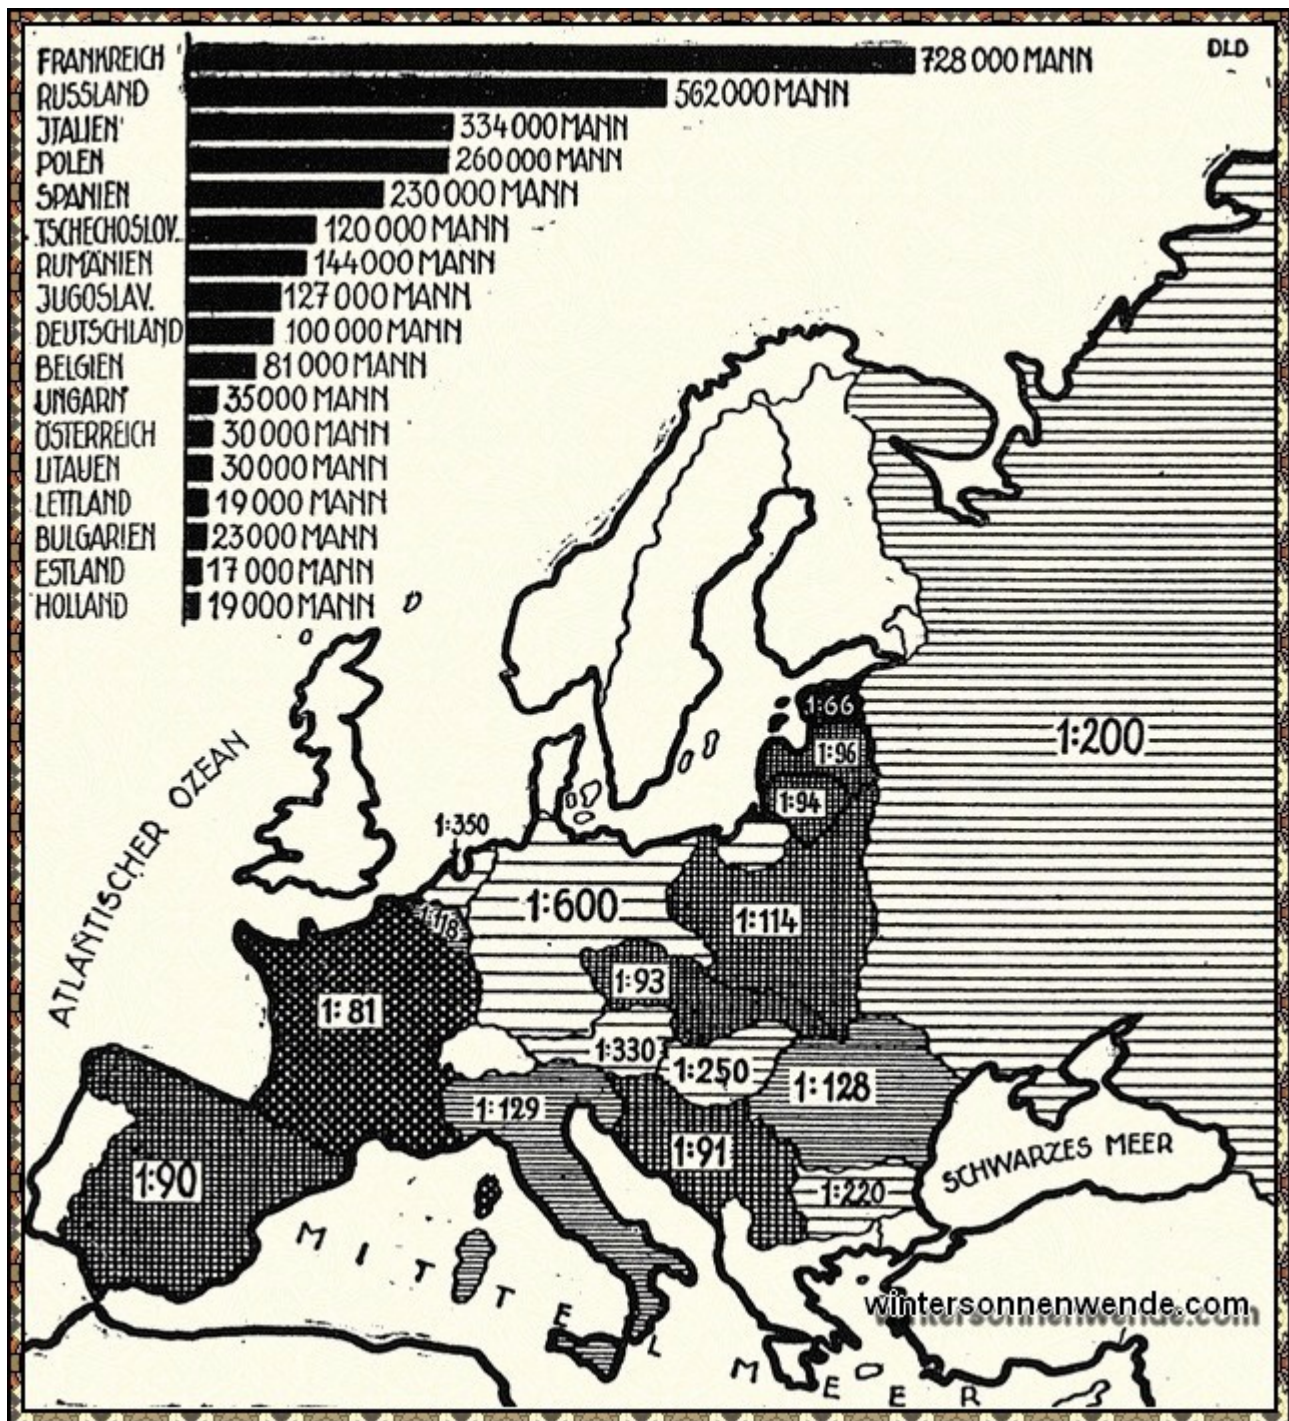 DLD
FRANKREICH 728 000 MANN
RUSSLAND 562 000 MANN
JTALIEN 334 000 MANN
POLEN 260 000 MANN
SPANIEN 230 000 MANN
TSCHECHOSLOV. 120 000 MANN
RUMÄNIEN 144 000 MANN
JUGOSLAV. 127 000 MANN
DEUTSCHLAND 100 000 MANN
BELGIEN 81 000 MANN
UNGARN 35 000 MANN
ÖSTERREICH 30 000 MANN
LITAUEN 30 000 MANN
LETTLAND 19 000 MANN
BULGARIEN 23 000 MANN
ESTLAND 17 000 MANN
HOLLAND 19 000 MANN
1:66
1:200
1:96
1:94
ATLANTISCHER OZEAN
1:350
1:600
1:118
1:114
1:93
1:81
1:330
1:250
1:128
1:129
1:91
SCHWARZES MEER
1:90
1:220
MITTELMEER
wintersonnenwende.com